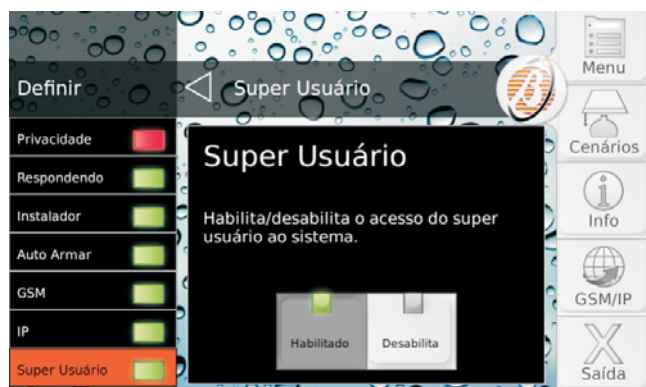 Definir
Super Usuário
Privacidade
Respondendo
Instalador
Auto Armar
GSM
IP
Super Usuário
Super Usuário
Habilita/desabilita o acesso do super
usuário ao sistema.
Habilitado
Desabilita
Menu
Cenários
Info
GSM/IP
Saída